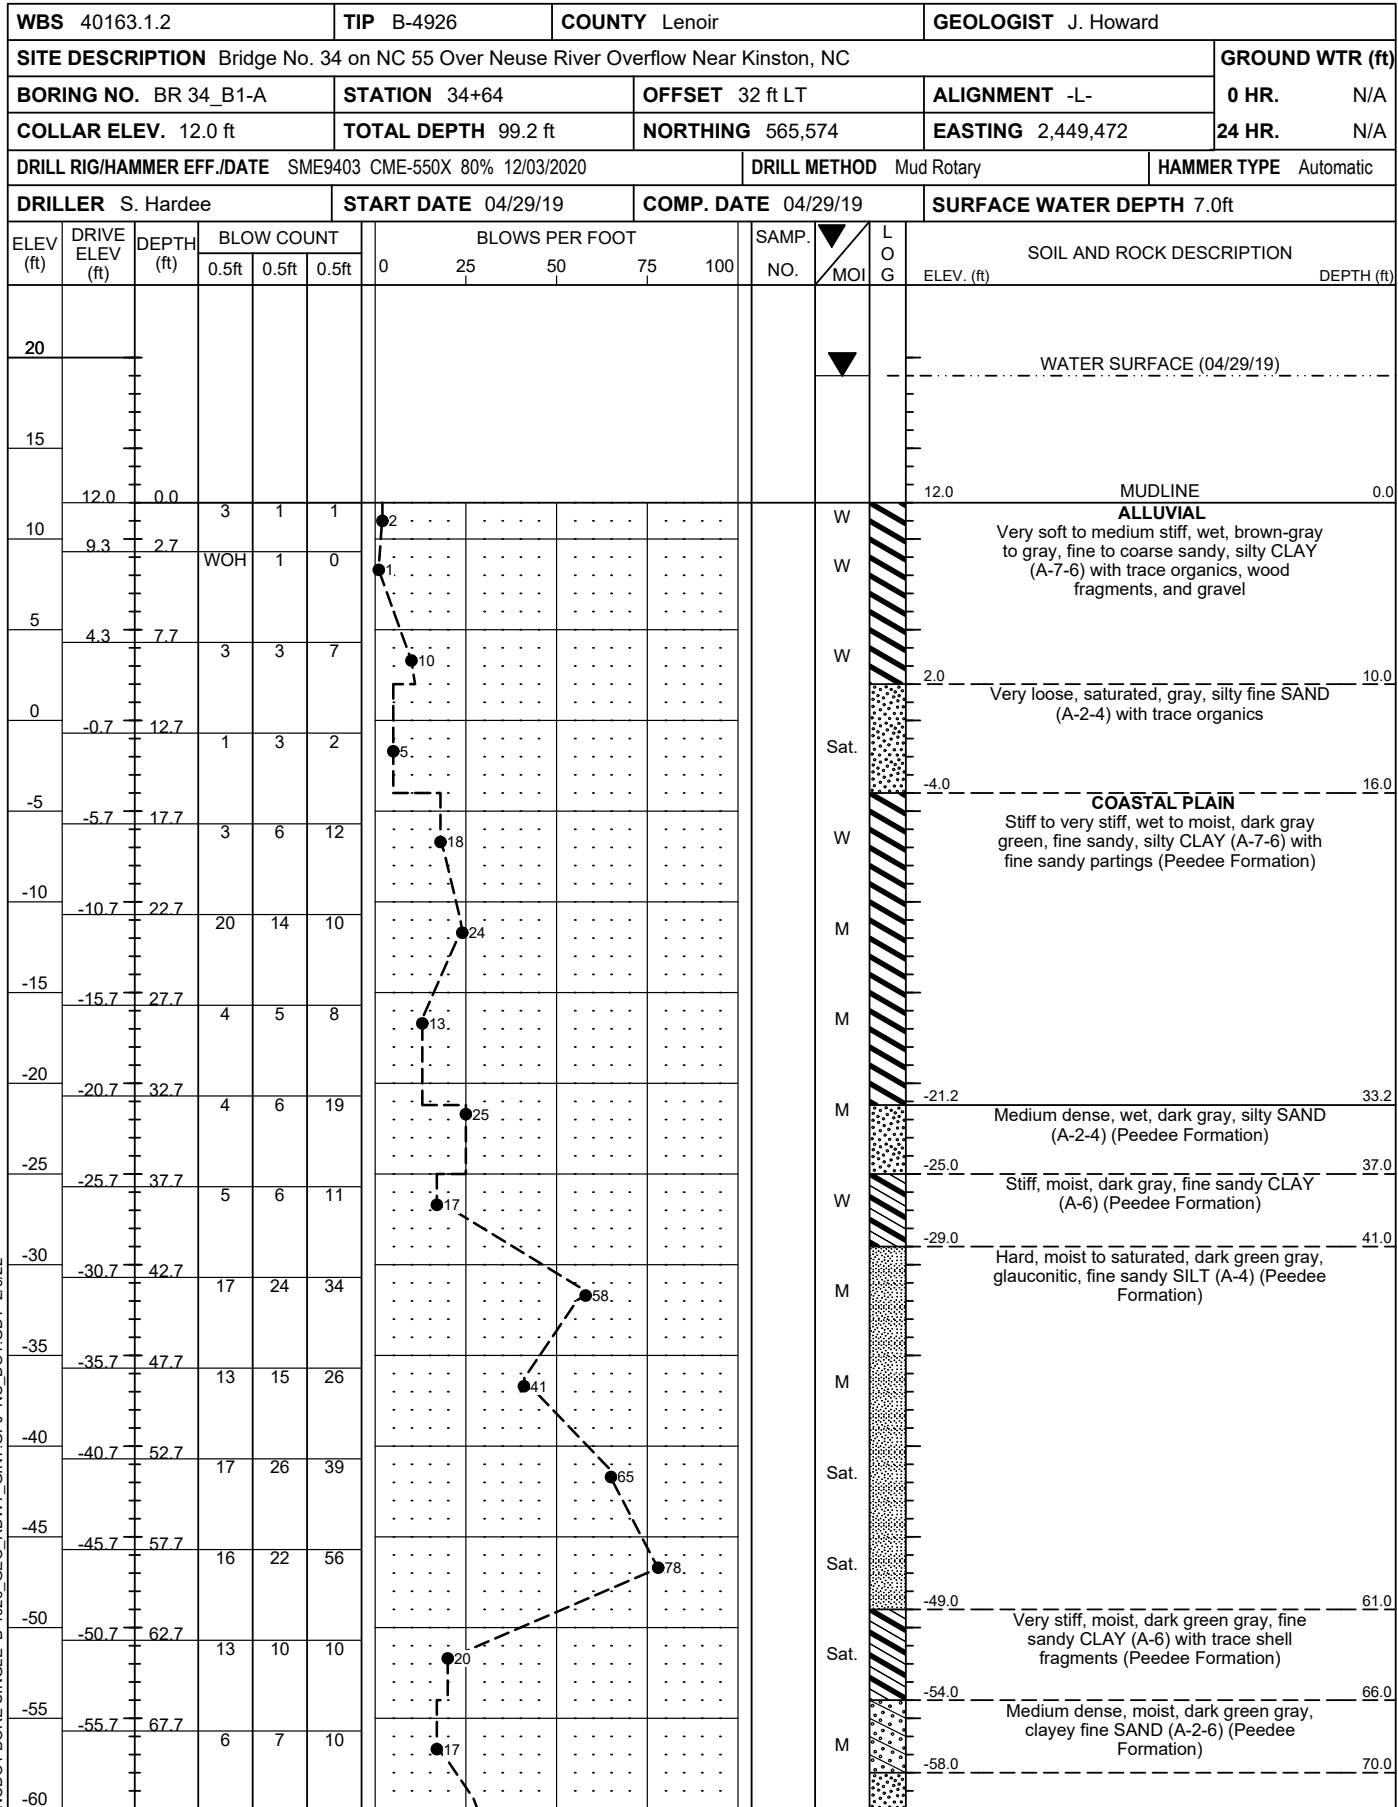 WBS 40163.1.2 TIP B-4926 COUNTY Lenoir GEOLOGIST J. Howard
SITE DESCRIPTION Bridge No. 34 on NC 55 Over Neuse River Overflow Near Kinston, NC GROUND WTR (ft)
BORING NO. BR 34_B1-A STATION 34+64 OFFSET 32 ft LT ALIGNMENT -L- 0 HR. N/A
COLLAR ELEV. 12.0 ft TOTAL DEPTH 99.2 ft NORTHING 565,574 EASTING 2,449,472 24 HR. N/A
DRILL RIG/HAMMER EFF./DATE SME9403 CME-550X 80% 12/03/2020 DRILL METHOD Mud Rotary HAMMER TYPE Automatic
DRILLER S. Hardee START DATE 04/29/19 COMP. DATE 04/29/19 SURFACE WATER DEPTH 7.0ft
ELEV (ft) DRIVE ELEV (ft) DEPTH (ft) BLOW COUNT BLOWS PER FOOT SAMP. NO. MOI LOG SOIL AND ROCK DESCRIPTION
0.5ft 0.5ft 0.5ft 0 25 50 75 100 ELEV. (ft) DEPTH (ft)
20
WATER SURFACE (04/29/19)
15
12.0 0.0 12.0 MUDLINE 0.0
3 1 1 2 W ALLUVIAL
Very soft to medium stiff, wet, brown-gray
10 to gray, fine to coarse sandy, silty CLAY
9.3 2.7 (A-7-6) with trace organics, wood
WOH 1 0 1 W fragments, and gravel
5
4.3 7.7
3 3 7 10 W
2.0 10.0
Very loose, saturated, gray, silty fine SAND
0 (A-2-4) with trace organics
-0.7 12.7
1 3 2 5 Sat.
-4.0 16.0
-5 COASTAL PLAIN
-5.7 17.7 Stiff to very stiff, wet to moist, dark gray
3 6 12 18 W green, fine sandy, silty CLAY (A-7-6) with
fine sandy partings (Peedee Formation)
-10
-10.7 22.7
20 14 10 24 M
-15
-15.7 27.7
4 5 8 13 M
-20
-20.7 32.7 -21.2 33.2
4 6 19 25 M Medium dense, wet, dark gray, silty SAND
(A-2-4) (Peedee Formation)
-25 -25.0 37.0
-25.7 37.7 Stiff, moist, dark gray, fine sandy CLAY
5 6 11 17 W (A-6) (Peedee Formation)
-29.0 41.0
-30 Hard, moist to saturated, dark green gray,
-30.7 42.7 glauconitic, fine sandy SILT (A-4) (Peedee
17 24 34 58 M Formation)
-35
-35.7 47.7
13 15 26 41 M
-40
-40.7 52.7
17 26 39 65 Sat.
-45
-45.7 57.7
16 22 56 78 Sat.
-49.0 61.0
-50 Very stiff, moist, dark green gray, fine
-50.7 62.7 sandy CLAY (A-6) with trace shell
13 10 10 20 Sat. fragments (Peedee Formation)
-54.0 66.0
-55 Medium dense, moist, dark green gray,
-55.7 67.7 clayey fine SAND (A-2-6) (Peedee
6 7 10 17 M Formation)
-58.0 70.0
-60